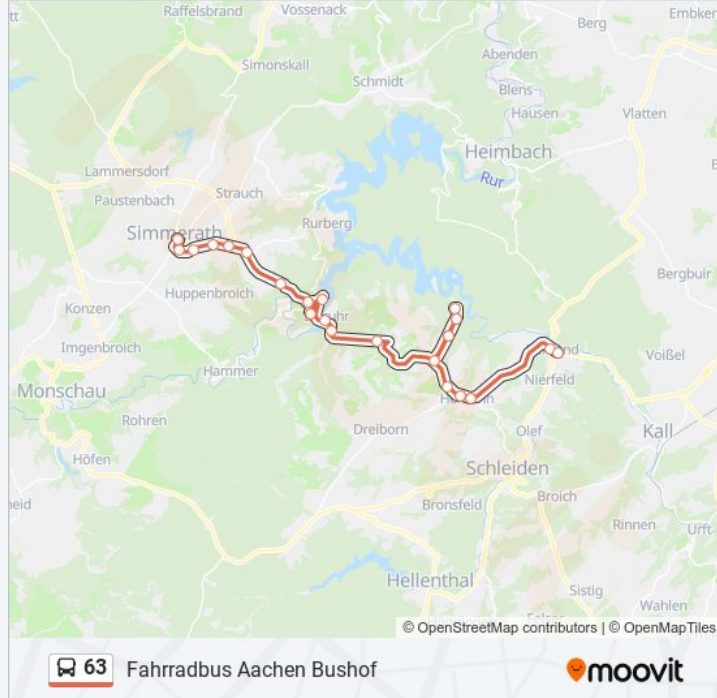 Raffelsbrand
Vossenack
Berg
Embken
Abenden
Simonskall
Schmidt
Blens
Hausen
Vlatten
Heimbach
Rur
Lammersdorf
Paustenbach
Strauch
Simmerath
Rurberg
Huppenbroich
Bergbuir
Konzen
Imgenbroich
Hammer
Voißel
Nierfeld
Monschau
Rohren
Dreiborn
Olef
Kall
Höfen
Schleiden
Broich
Bronsfeld
Rinnen
Urft
Hellenthal
Sistig
Wahlen
© OpenStreetMap contributors | © OpenMapTiles
63 Fahrradbus Aachen Bushof
moovit